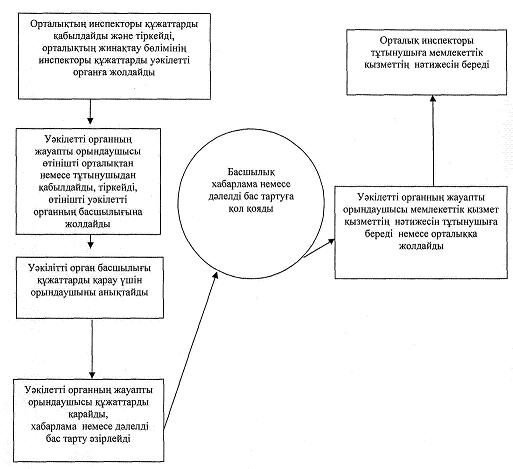 Орталықтың инспекторы құжаттарды
қабылдайды және тіркейді,
орталықтың жинақтау бөлімінің
инспекторы құжаттарды уәкілетті
органға жолдайды
Уәкілетті органның
жауапты орындаушысы
өтінішті орталықтан
немесе тұтынушыдан
қабылдайды, тіркейді,
өтінішті уәкілетті
органның басшылығына
жолдайды
Уәкілітті орган басшылығы
құжаттарды қарау үшін
орындаушыны анықтайды
Уәкілетті органның жауапты
орындаушысы құжаттарды
қарайды,
хабарлама немесе дәлелді
бас тарту әзірлейді
Басшылық
хабарлама немесе
дәлелді бас тартуға
қол қояды
Уәкілетті органның жауапты
орындаушысы мемлекеттік қызмет
қызметтің нәтижесін тұтынушыға
береді немесе орталыққа
жолдайды
Орталық инспекторы
тұтынушыға мемлекеттік
қызметтің нәтижесін береді